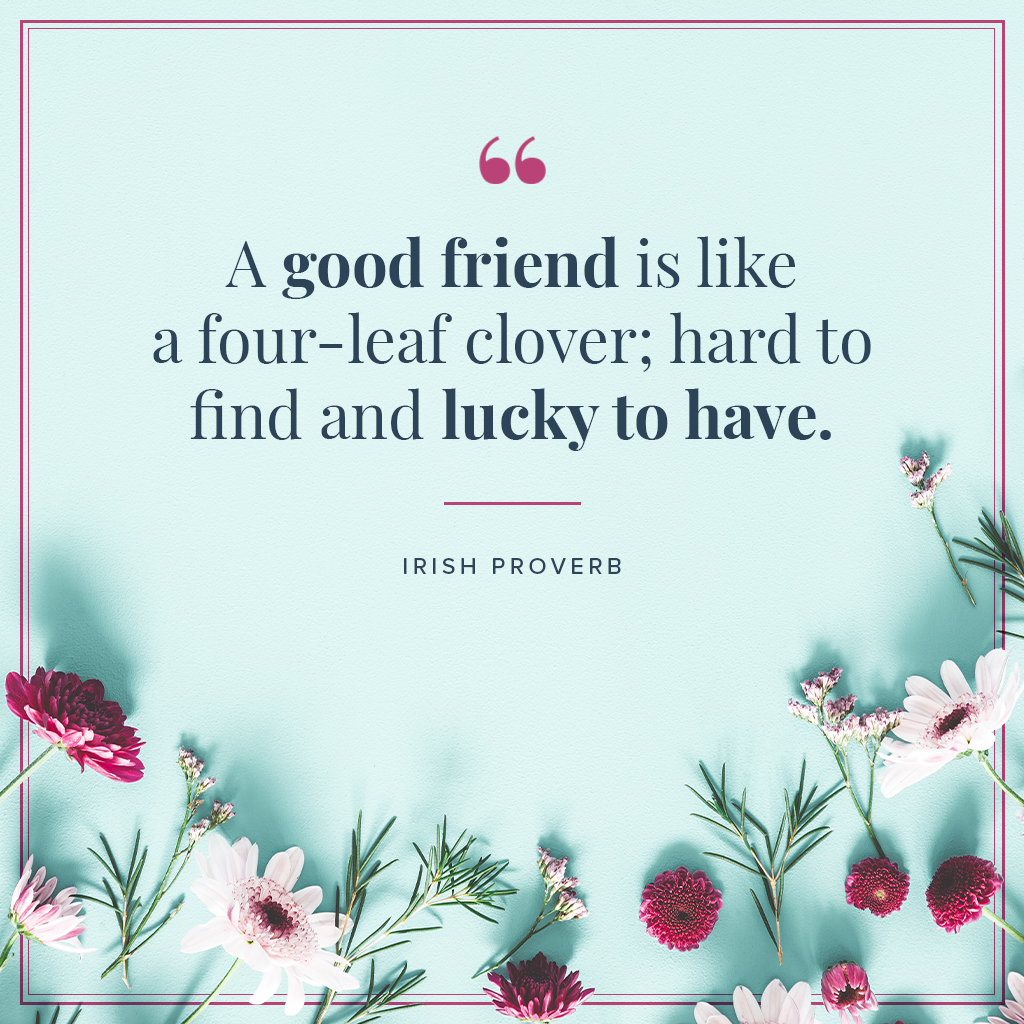 “
A good friend is like
a four-leaf clover; hard to
find and lucky to have.
IRISH PROVERB